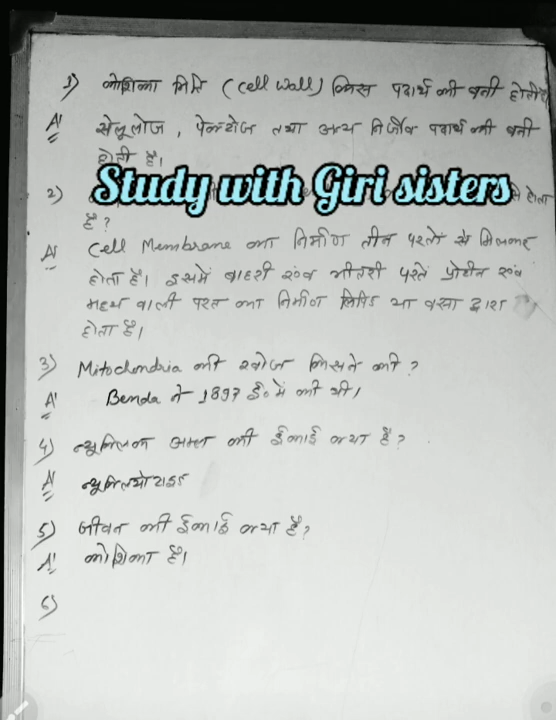 1) कोशिका भित्ति (Cell Wall) किस पदार्थ की बनी होती है
A सेलूलोज, पेन्टोज तथा अन्य निर्जीव पदार्थ की बनी
होती है।
2)
Study with Giri sisters
होता
है?
A Cell Membrane का निर्माण तीन परतों से मिलकर
होता है। इसमें बाहरी एंव भीतरी परते प्रोटीन एंव
मध्य वाली परत का निर्माण लिपिड या वसा द्वारा
होता है।
3) Mitochondria की खोज किसने की?
A Benda ने 1897 ई० में की थी।
4) न्यूक्लिक अम्ल की ईकाई क्या है?
A न्यूक्लियोटाइड
5) जीवन की ईकाई क्या है?
A कोशिका है।
6)